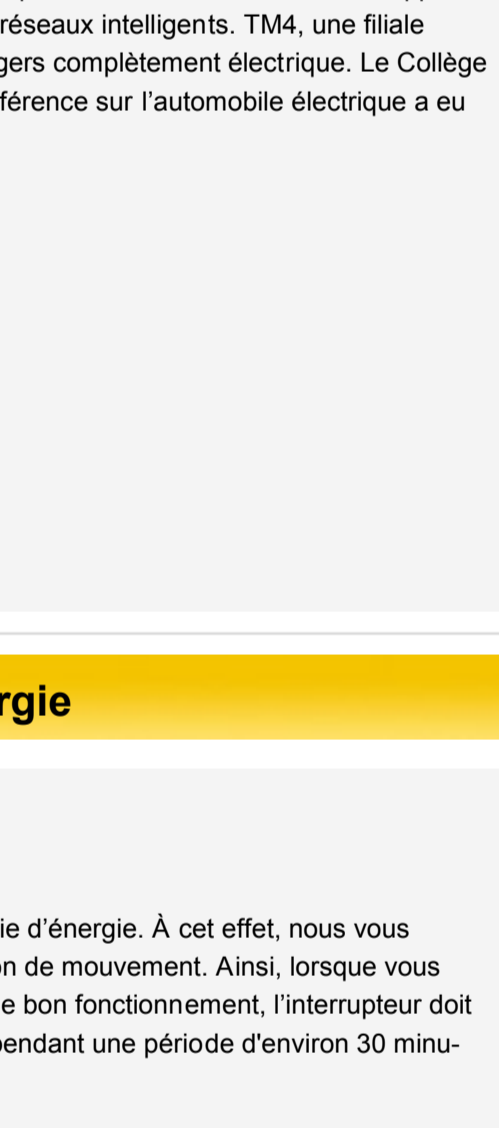 réseaux intelligents. TM4, une filiale
gers complètement électrique. Le Collège
férence sur l’automobile électrique a eu
rgie
ie d’énergie. À cet effet, nous vous
n de mouvement. Ainsi, lorsque vous
e bon fonctionnement, l’interrupteur doit
pendant une période d'environ 30 minu-